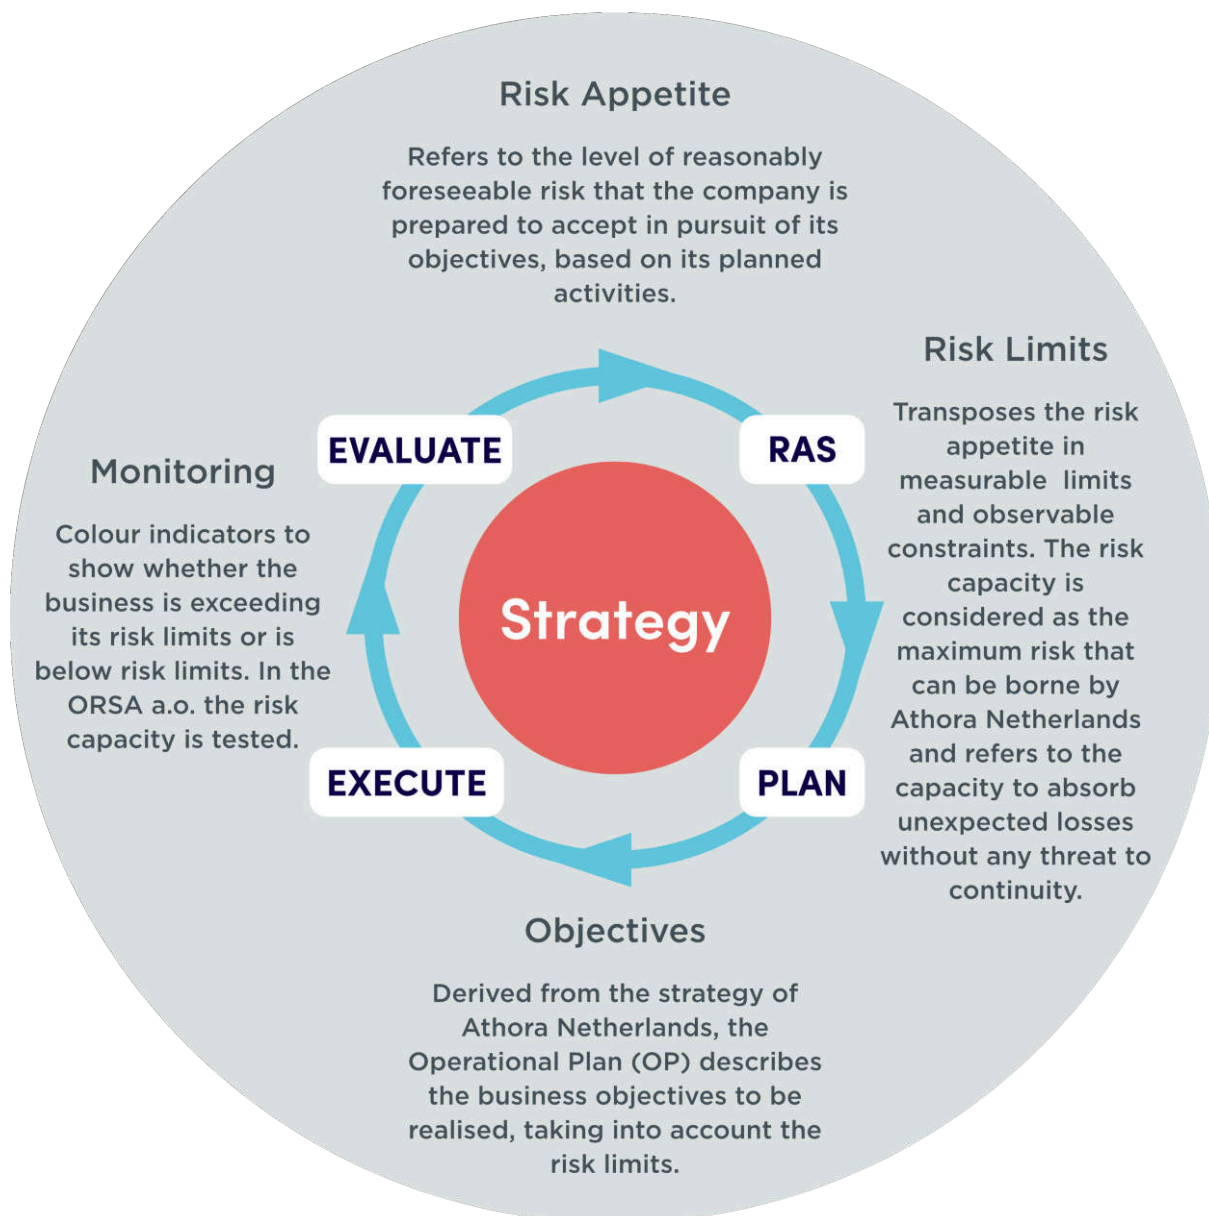 Risk Appetite
Refers to the level of reasonably
foreseeable risk that the company is
prepared to accept in pursuit of its
objectives, based on its planned
activities.
Risk Limits
Transposes the risk
appetite in
measurable limits
and observable
constraints. The risk
capacity is
considered as the
maximum risk that
can be borne by
Athora Netherlands
and refers to the
capacity to absorb
unexpected losses
without any threat to
continuity.
EVALUATE
RAS
Monitoring
Colour indicators to
show whether the
business is exceeding
its risk limits or is
below risk limits. In the
ORSA a.o. the risk
capacity is tested.
Strategy
EXECUTE
PLAN
Objectives
Derived from the strategy of
Athora Netherlands, the
Operational Plan (OP) describes
the business objectives to be
realised, taking into account the
risk limits.